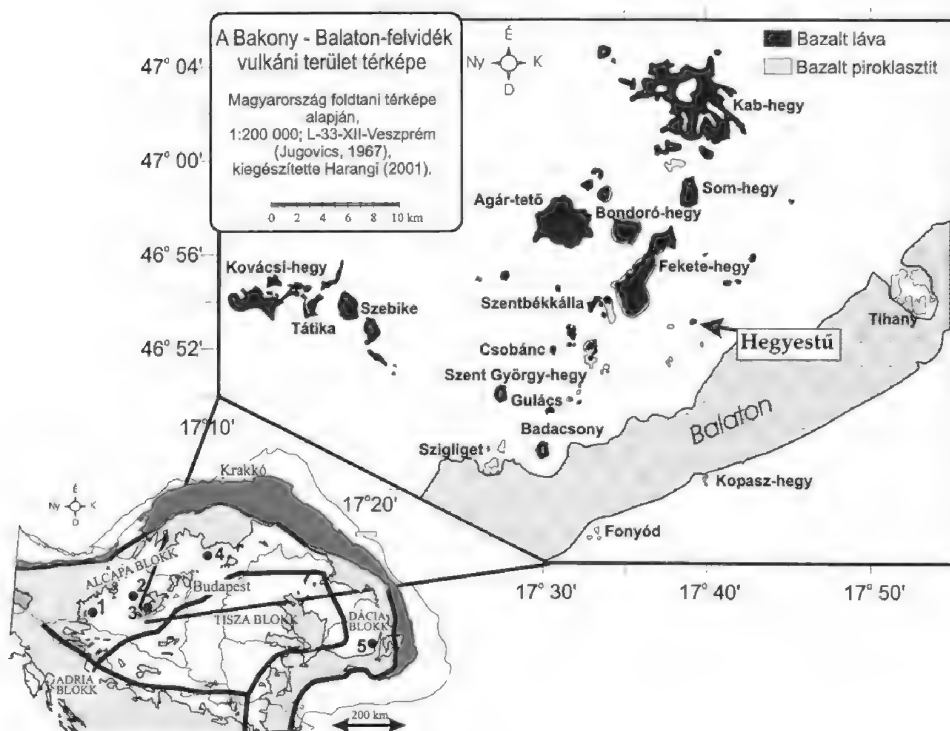 A Bakony - Balaton-felvidék
vulkáni terület térképe
Magyarország földtani térképe
alapján,
1:200 000; L-33-XII-Veszprém
(Jugovics, 1967),
kiegészítette Harangi (2001).
0 2 4 6 8 10 km
É
Ny K
D
Bazalt láva
Bazalt piroklasztit
47° 04'
47° 00'
46° 56'
46° 52'
17°10'
17°20'
17° 30'
17° 40'
17° 50'
Kab-hegy
Som-hegy
Agár-tető
Bondoró-hegy
Fekete-hegy
Kovácsi-hegy
Tátika
Szebike
Szentbékkálla
Tihany
Hegyestű
Csobánc
Szent György-hegy
Gulács
Badacsony
Szigliget
Balaton
Kopasz-hegy
Fonyód
É
Ny K
D
Krakkó
ALCAPA BLOKK
4
2
Budapest
1
3
TISZA BLOKK
DÁCIA
BLOKK
5
ADRIA
BLOKK
200 km